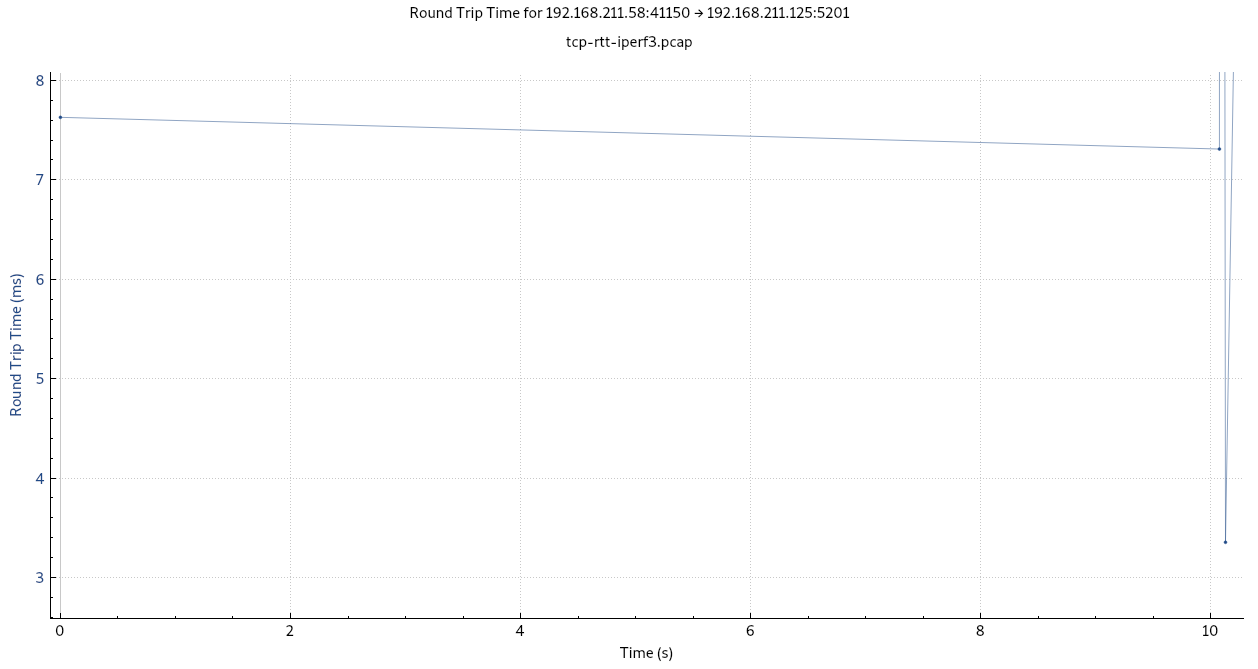 Round Trip Time for 192.168.211.58:41150 → 192.168.211.125:5201
tcp-rtt-iperf3.pcap
8
7
6
5
4
3
Round Trip Time (ms)
0 2 4 6 8 10
Time (s)